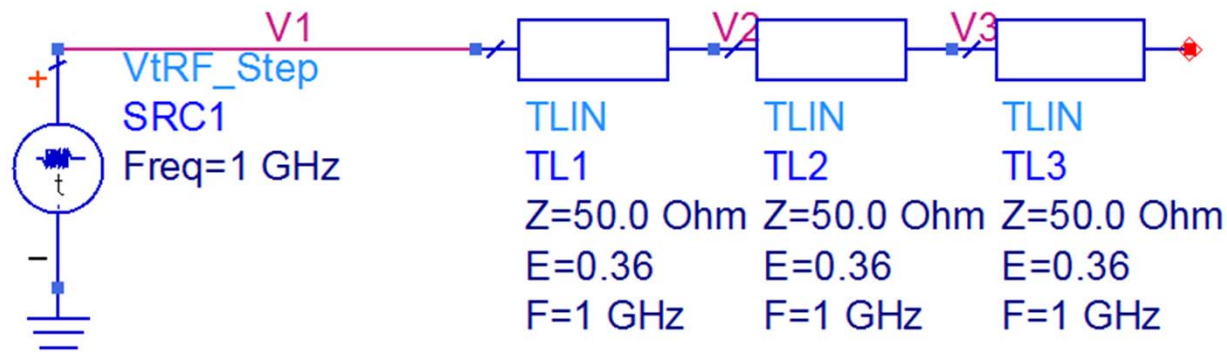 V1
V2
V3
+
VtRF_Step
SRC1
Freq=1 GHz
t
−
TLIN
TL1
Z=50.0 Ohm
E=0.36
F=1 GHz
TLIN
TL2
Z=50.0 Ohm
E=0.36
F=1 GHz
TLIN
TL3
Z=50.0 Ohm
E=0.36
F=1 GHz